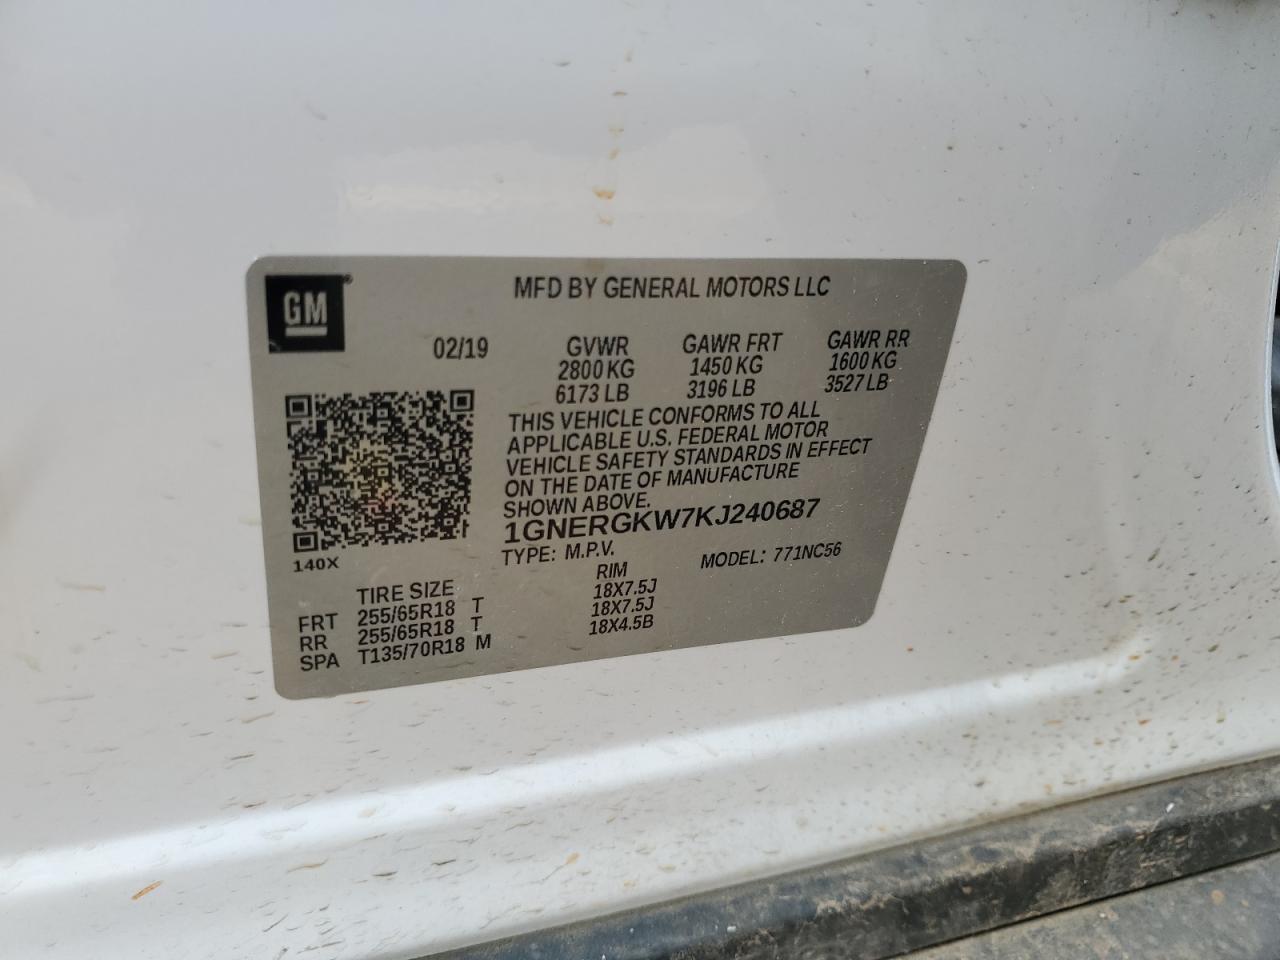 GM
MFD BY GENERAL MOTORS LLC
02/19
GVWR GAWR FRT GAWR RR
2800 KG 1450 KG 1600 KG
6173 LB 3196 LB 3527 LB
THIS VEHICLE CONFORMS TO ALL
APPLICABLE U.S. FEDERAL MOTOR
VEHICLE SAFETY STANDARDS IN EFFECT
ON THE DATE OF MANUFACTURE
SHOWN ABOVE.
1GNERGKW7KJ240687
140X
TYPE: M.P.V. MODEL: 771NC56
TIRE SIZE RIM
FRT 255/65R18 T 18X7.5J
RR 255/65R18 T 18X7.5J
SPA T135/70R18 M 18X4.5B